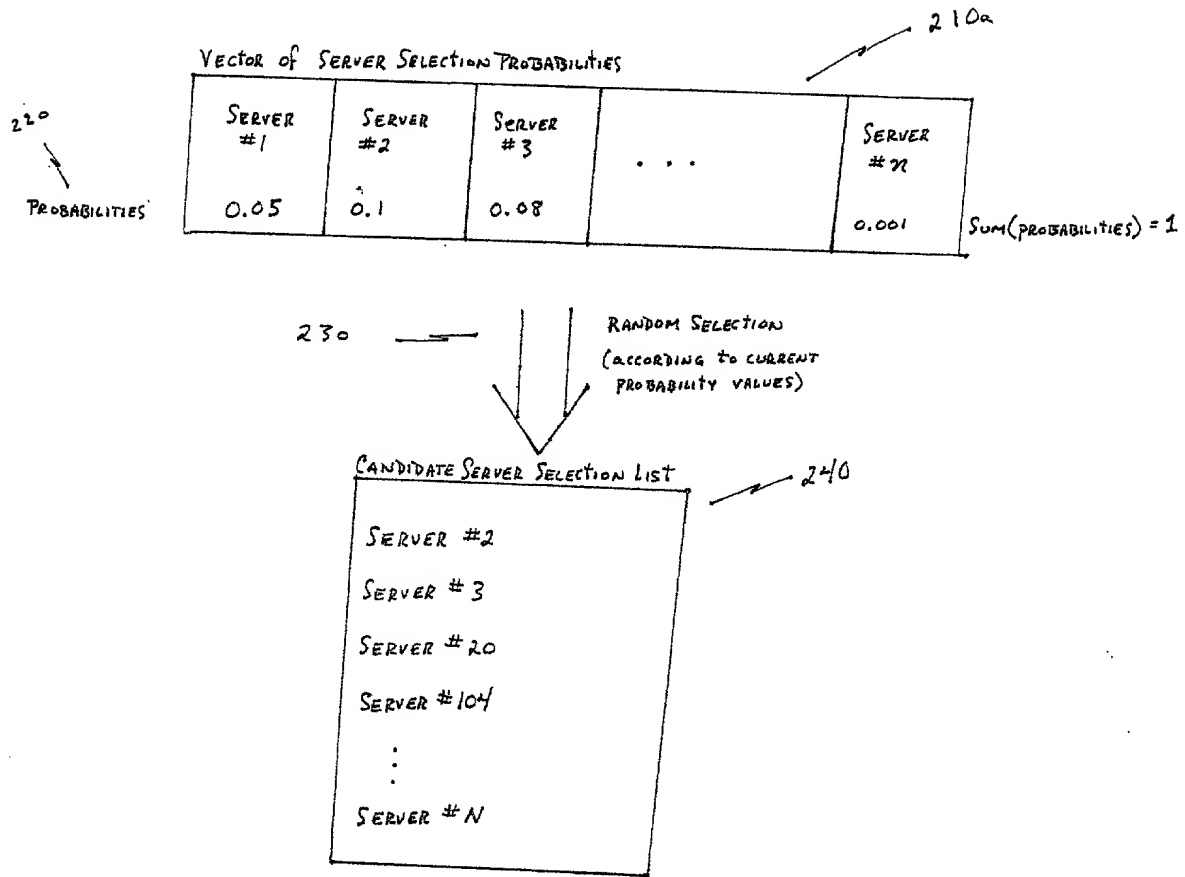 210a
Vector of Server Selection Probabilities
220
Probabilities
Server #1
0.05
Server #2
0.1
Server #3
0.08
. . .
Server #n
0.001
Sum(probabilities) = 1
230
Random Selection
(according to current
probability values)
Candidate Server Selection List
240
Server #2
Server #3
Server #20
Server #104
Server #N